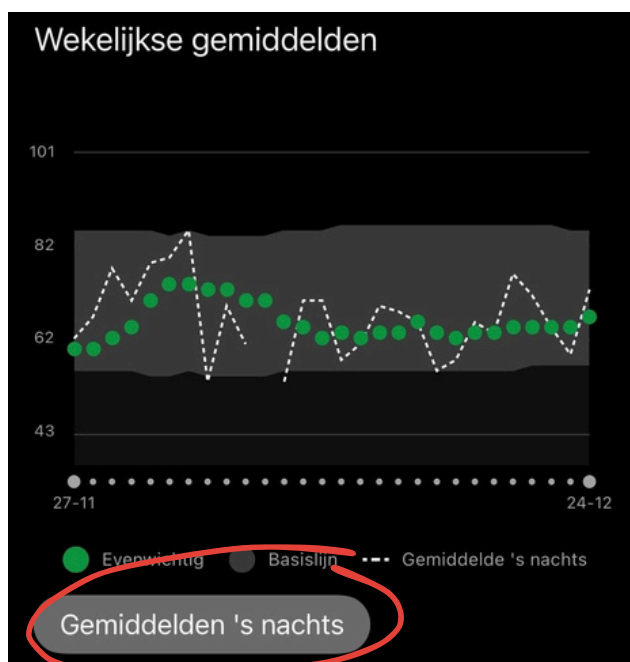 Wekelijkse gemiddelden
101
82
62
43
27-11 24-12
Evenwichtig Basislijn Gemiddelde 's nachts
Gemiddelden 's nachts